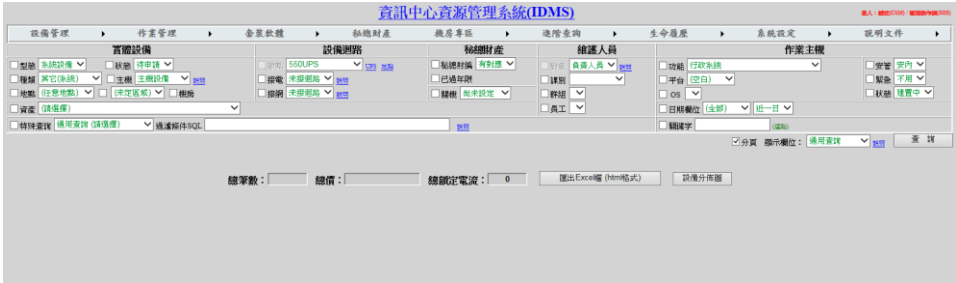 資訊中心資源管理系統(IDMS)
設備管理 作業管理 套裝軟體 秘總財產 機房專區 進階查詢 生命履歷 系統設定 說明文件
實體設備 設備迴路 秘總財產 維護人員 作業主機
型態 系統設備 狀態 待申請 550UPS UPS 秘總財編 有對應 負責人員 說明 功能 行政系統 安管 安內
種類 其它(系統) 主機 主機設備 說明 接電 未接迴路 說明 已過年限 課別 平台 (空白) 緊急 不用
地點 (任意地點) (未定區域) 機房 接網 未接迴路 說明 關機 尚未設定 群組 OS 狀態 建置中
資產 (請選擇) 員工 日期欄位 (全部) 近一日
特殊查詢 通用查詢 (請選擇) 過濾條件SQL 說明 關鍵字
分頁 顯示欄位： 通用查詢 說明 查 詢
總筆數： 總價： 總額定電流： 0 匯出Excel檔 (html格式) 設備分佈圖